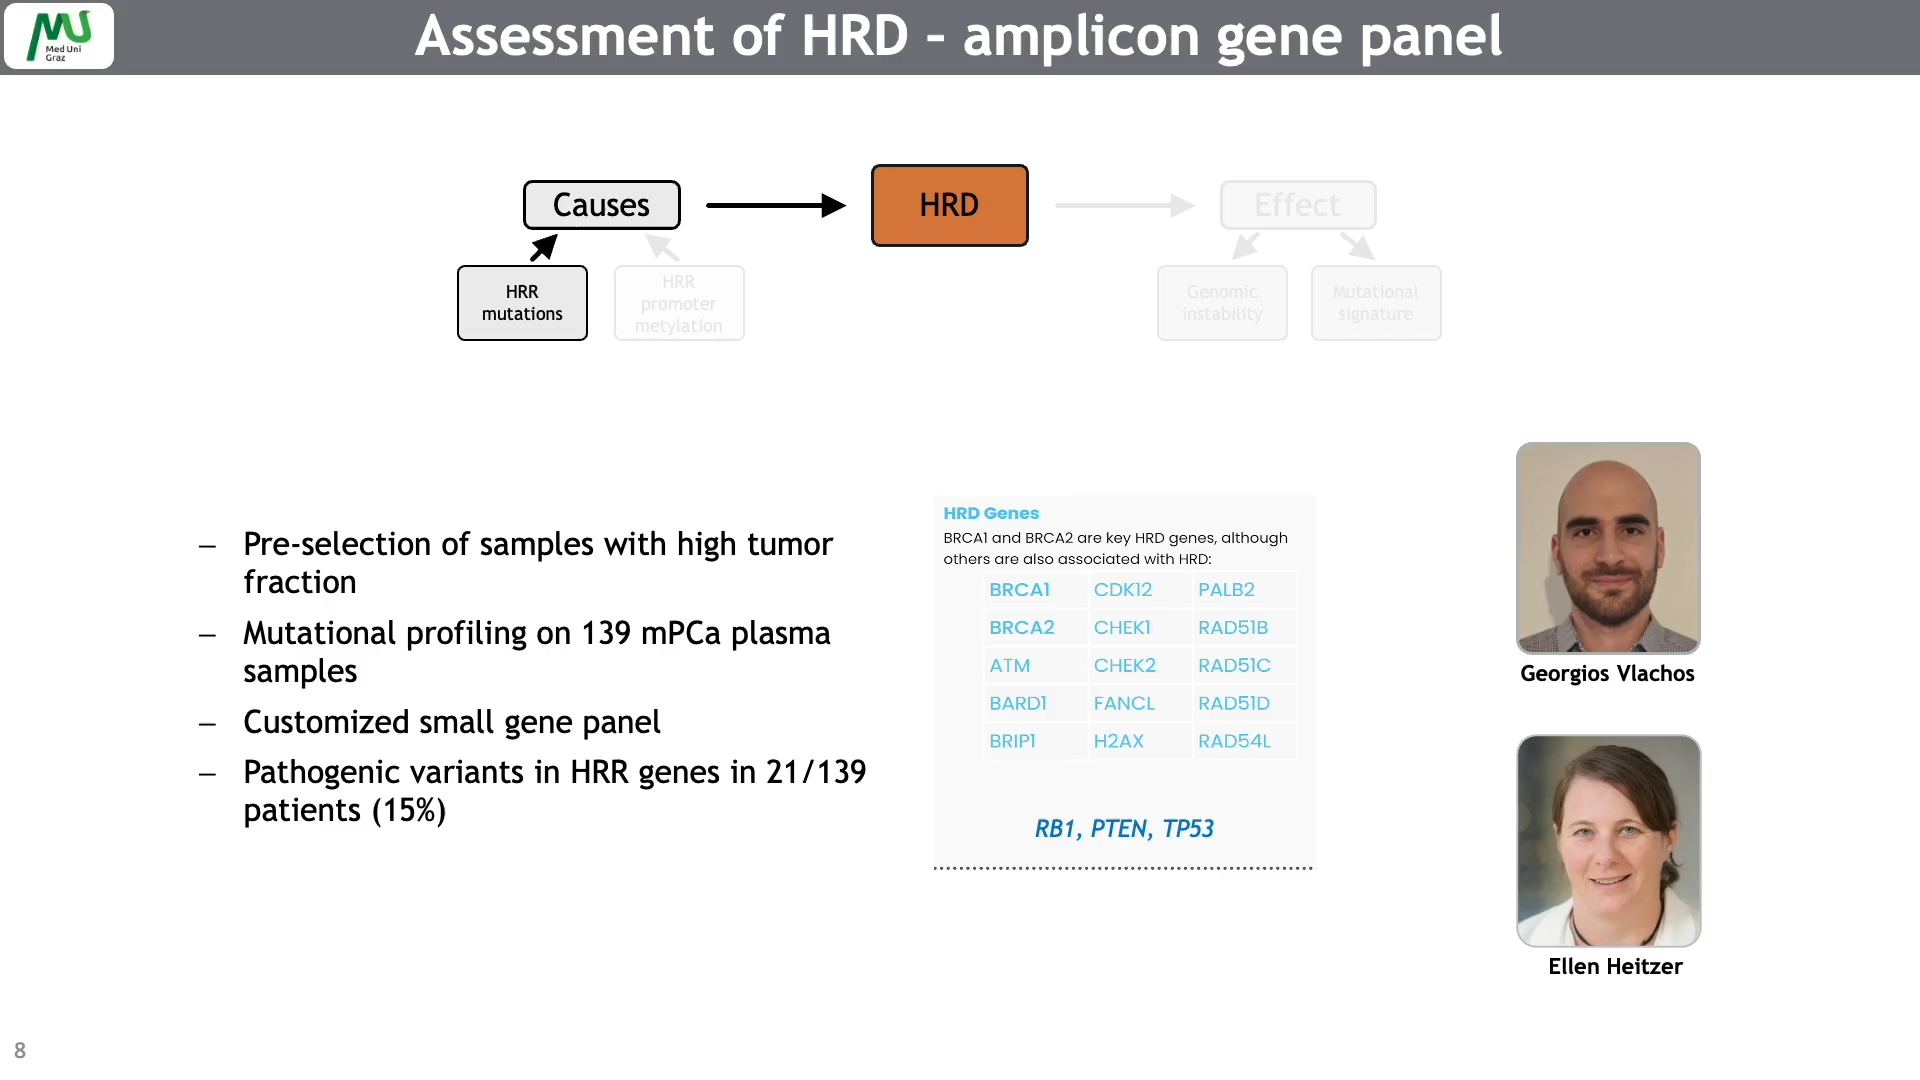 Med Uni
Graz
Assessment of HRD – amplicon gene panel
Causes
HRD
Effect
HRR
mutations
HRR
promoter
metylation
Genomic
instability
Mutational
signature
– Pre-selection of samples with high tumor
fraction
– Mutational profiling on 139 mPCa plasma
samples
– Customized small gene panel
– Pathogenic variants in HRR genes in 21/139
patients (15%)
HRD Genes
BRCA1 and BRCA2 are key HRD genes, although
others are also associated with HRD:
BRCA1 CDK12 PALB2
BRCA2 CHEK1 RAD51B
ATM CHEK2 RAD51C
BARD1 FANCL RAD51D
BRIP1 H2AX RAD54L
RB1, PTEN, TP53
Georgios Vlachos
Ellen Heitzer
8